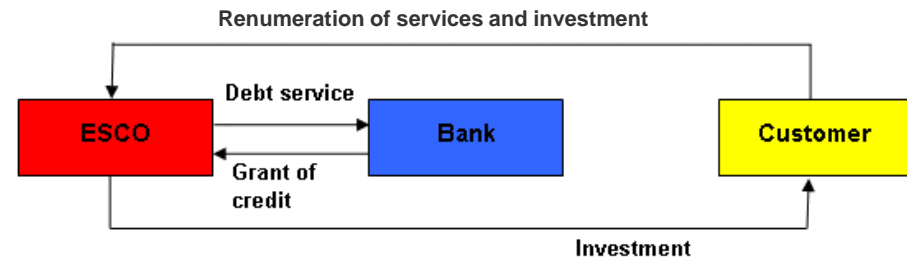 Renumeration of services and investment
Debt service
ESCO
Bank
Customer
Grant of
credit
Investment